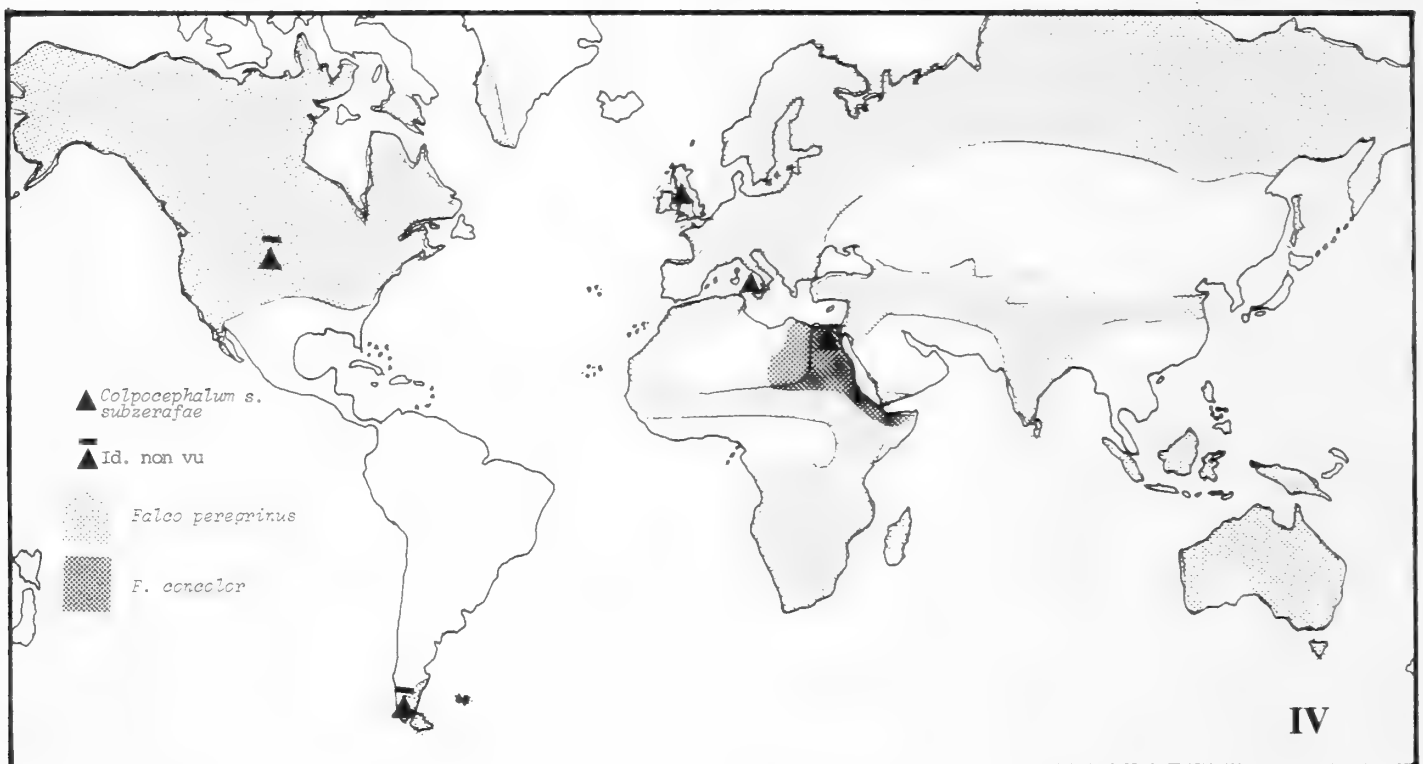 Colpocephalum s.
subzerafae
Id. non vu
Falco peregrinus
F. concolor
IV